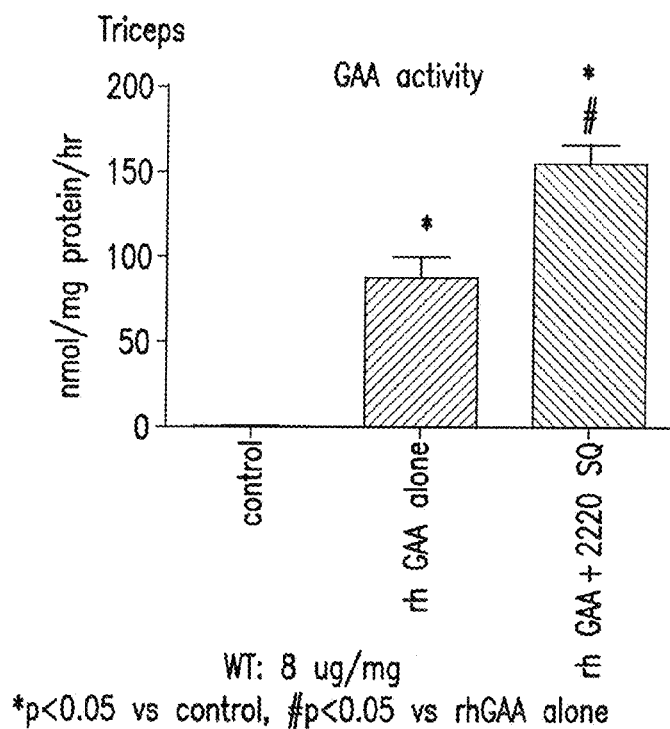 Triceps
GAA activity
*
#
*
200
150
100
50
0
nmol/mg protein/hr
control
rh GAA alone
rh GAA+2220 SQ
WT: 8 ug/mg
*p<0.05 vs control, #p<0.05 vs rhGAA alone